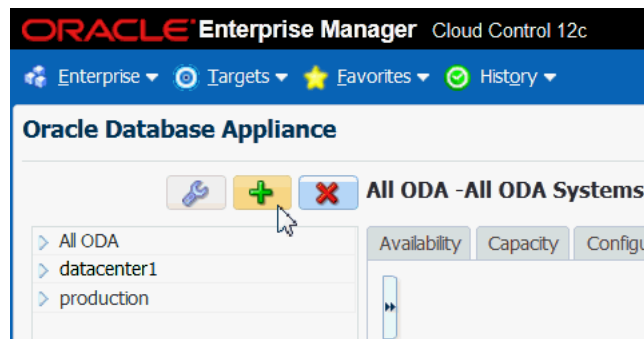 ORACLE Enterprise Manager Cloud Control 12c
Enterprise Targets Favorites History
Oracle Database Appliance
All ODA -All ODA Systems
All ODA
datacenter1
production
Availability Capacity